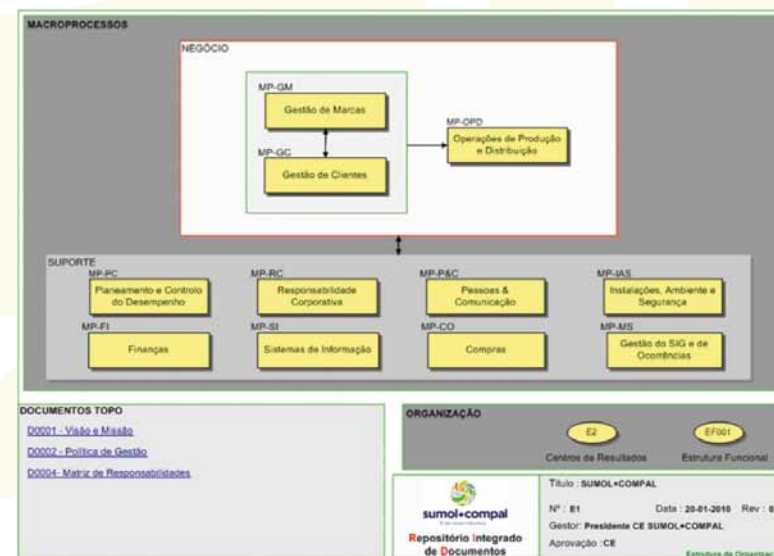 MACROPROCESSOS
NEGÓCIO
MP-GM
Gestão de Marcas
MP-GC
Gestão de Clientes
MP-OPD
Operações de Produção
e Distribuição
SUPORTE
MP-PC
Planeamento e Controlo
do Desempenho
MP-RC
Responsabilidade
Corporativa
MP-P&C
Pessoas &
Comunicação
MP-IAS
Instalações, Ambiente e
Segurança
MP-FI
Finanças
MP-SI
Sistemas de Informação
MP-CO
Compras
MP-MS
Gestão do SIG e de
Ocorrências
DOCUMENTOS TOPO
D0001 - Visão e Missão
D0002 - Política de Gestão
D0004- Matriz de Responsabilidades
ORGANIZAÇÃO
E2
Centros de Resultados
EF001
Estrutura Funcional
sumol+compal
Repositório Integrado
de Documentos
Título : SUMOL+COMPAL
Nº : E1 Data : 20-01-2010 Rev : 0
Gestor: Presidente CE SUMOL+COMPAL
Aprovação : CE
Estrutura da